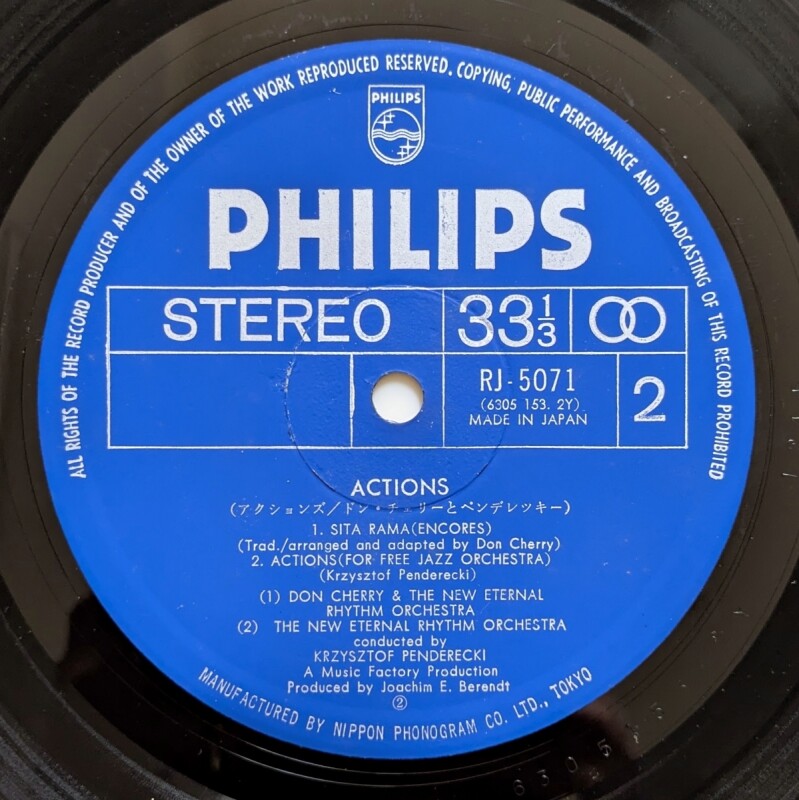 ALL RIGHTS OF THE RECORD PRODUCER AND OF THE OWNER OF THE WORK REPRODUCED RESERVED. COPYING, PUBLIC PERFORMANCE AND BROADCASTING OF THIS RECORD PROHIBITED
PHILIPS
PHILIPS
STEREO 33 1/3
RJ-5071
(6305 153. 2Y)
MADE IN JAPAN
2
ACTIONS
(アクションズ/ドン・チェリーとペンデレツキー)
1. SITA RAMA(ENCORES)
(Trad./arranged and adapted by Don Cherry)
2. ACTIONS(FOR FREE JAZZ ORCHESTRA)
(Krzysztof Penderecki)
(1) DON CHERRY & THE NEW ETERNAL
RHYTHM ORCHESTRA
(2) THE NEW ETERNAL RHYTHM ORCHESTRA
conducted by
KRZYSZTOF PENDERECKI
A Music Factory Production
Produced by Joachim E. Berendt
②
MANUFACTURED BY NIPPON PHONOGRAM CO. LTD., TOKYO